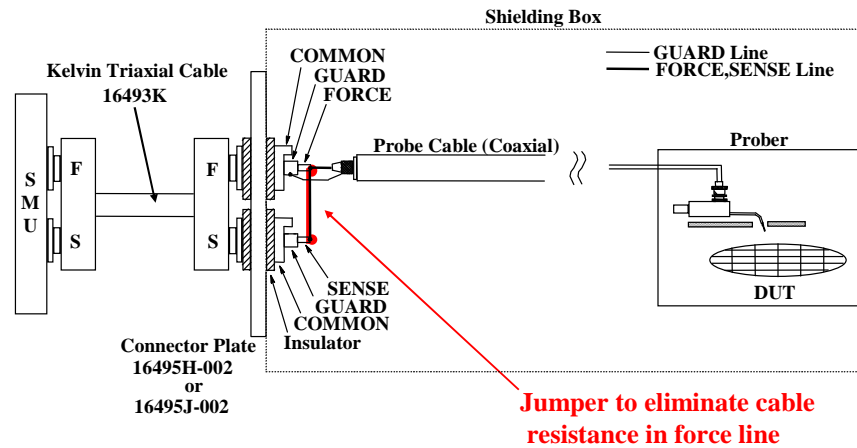 Shielding Box
COMMON
GUARD
FORCE
GUARD Line
FORCE,SENSE Line
Kelvin Triaxial Cable
16493K
Probe Cable (Coaxial)
Prober
F
F
S
M
U
S
S
SENSE
GUARD
COMMON
Insulator
DUT
Connector Plate
16495H-002
or
16495J-002
Jumper to eliminate cable
resistance in force line